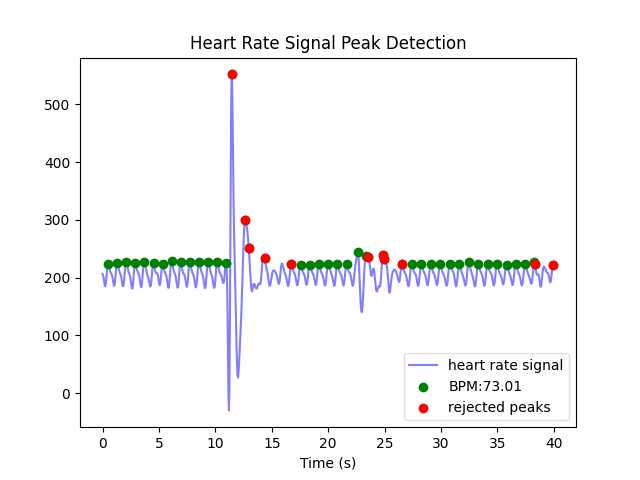 Heart Rate Signal Peak Detection
500
400
300
200
100
0
heart rate signal
BPM:73.01
rejected peaks
0 5 10 15 20 25 30 35 40
Time (s)